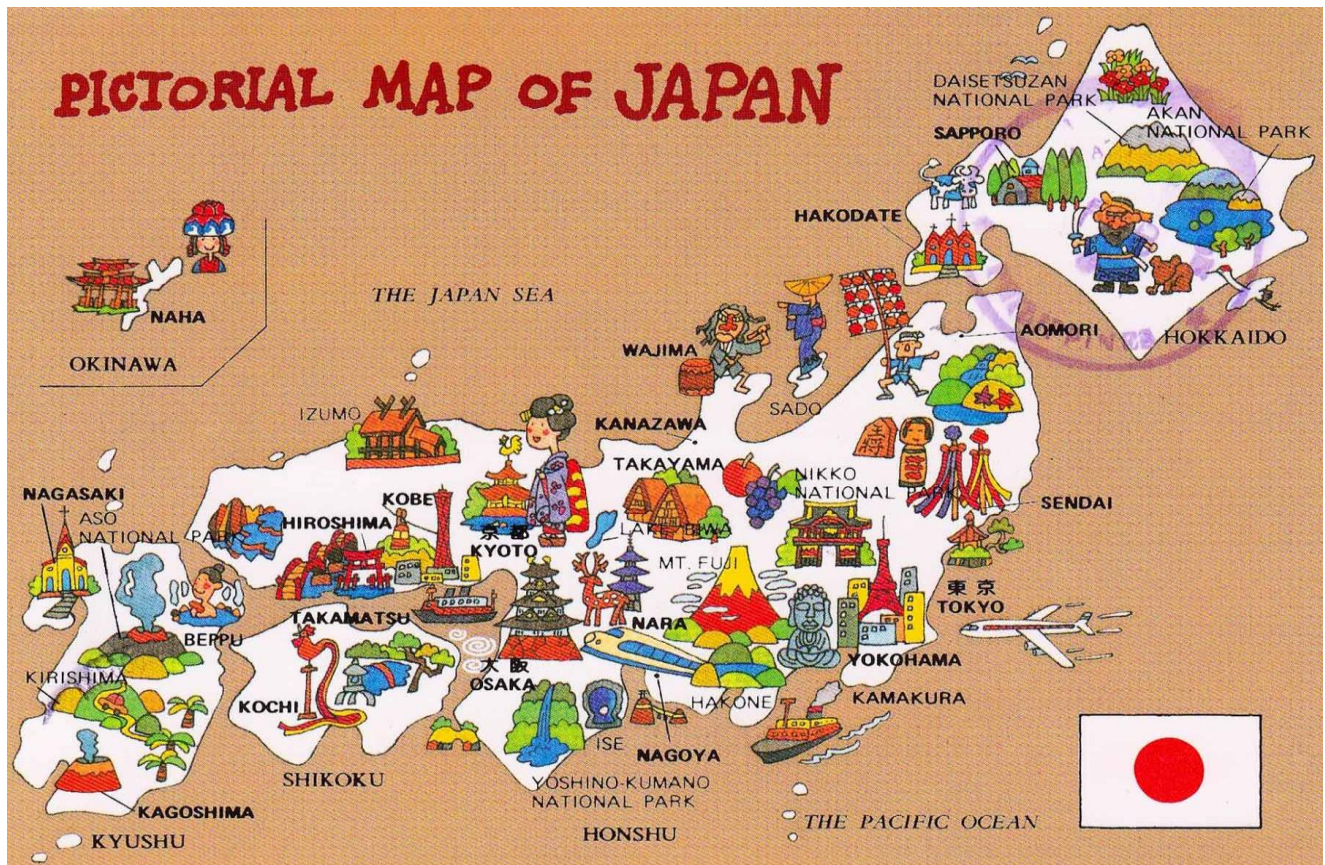 PICTORIAL MAP OF JAPAN
DAISETSUZAN
NATIONAL PARK
AKAN
NATIONAL PARK
SAPPORO
HAKODATE
HOKKAIDO
NAHA
OKINAWA
THE JAPAN SEA
WAJIMA
SADO
AOMORI
IZUMO
KANAZAWA
TAKAYAMA
NIKKO
NATIONAL PARK
SENDAI
NAGASAKI
ASO
NATIONAL PARK
HIROSHIMA
KOBE
京都
KYOTO
LAKE BIWA
MT. FUJI
東京
TOKYO
BEPPU
TAKAMATSU
大阪
OSAKA
NARA
YOKOHAMA
KIRISHIMA
KOCHI
HAKONE
KAMAKURA
ISE
NAGOYA
SHIKOKU
YOSHINO-KUMANO
NATIONAL PARK
KAGOSHIMA
KYUSHU
HONSHU
THE PACIFIC OCEAN